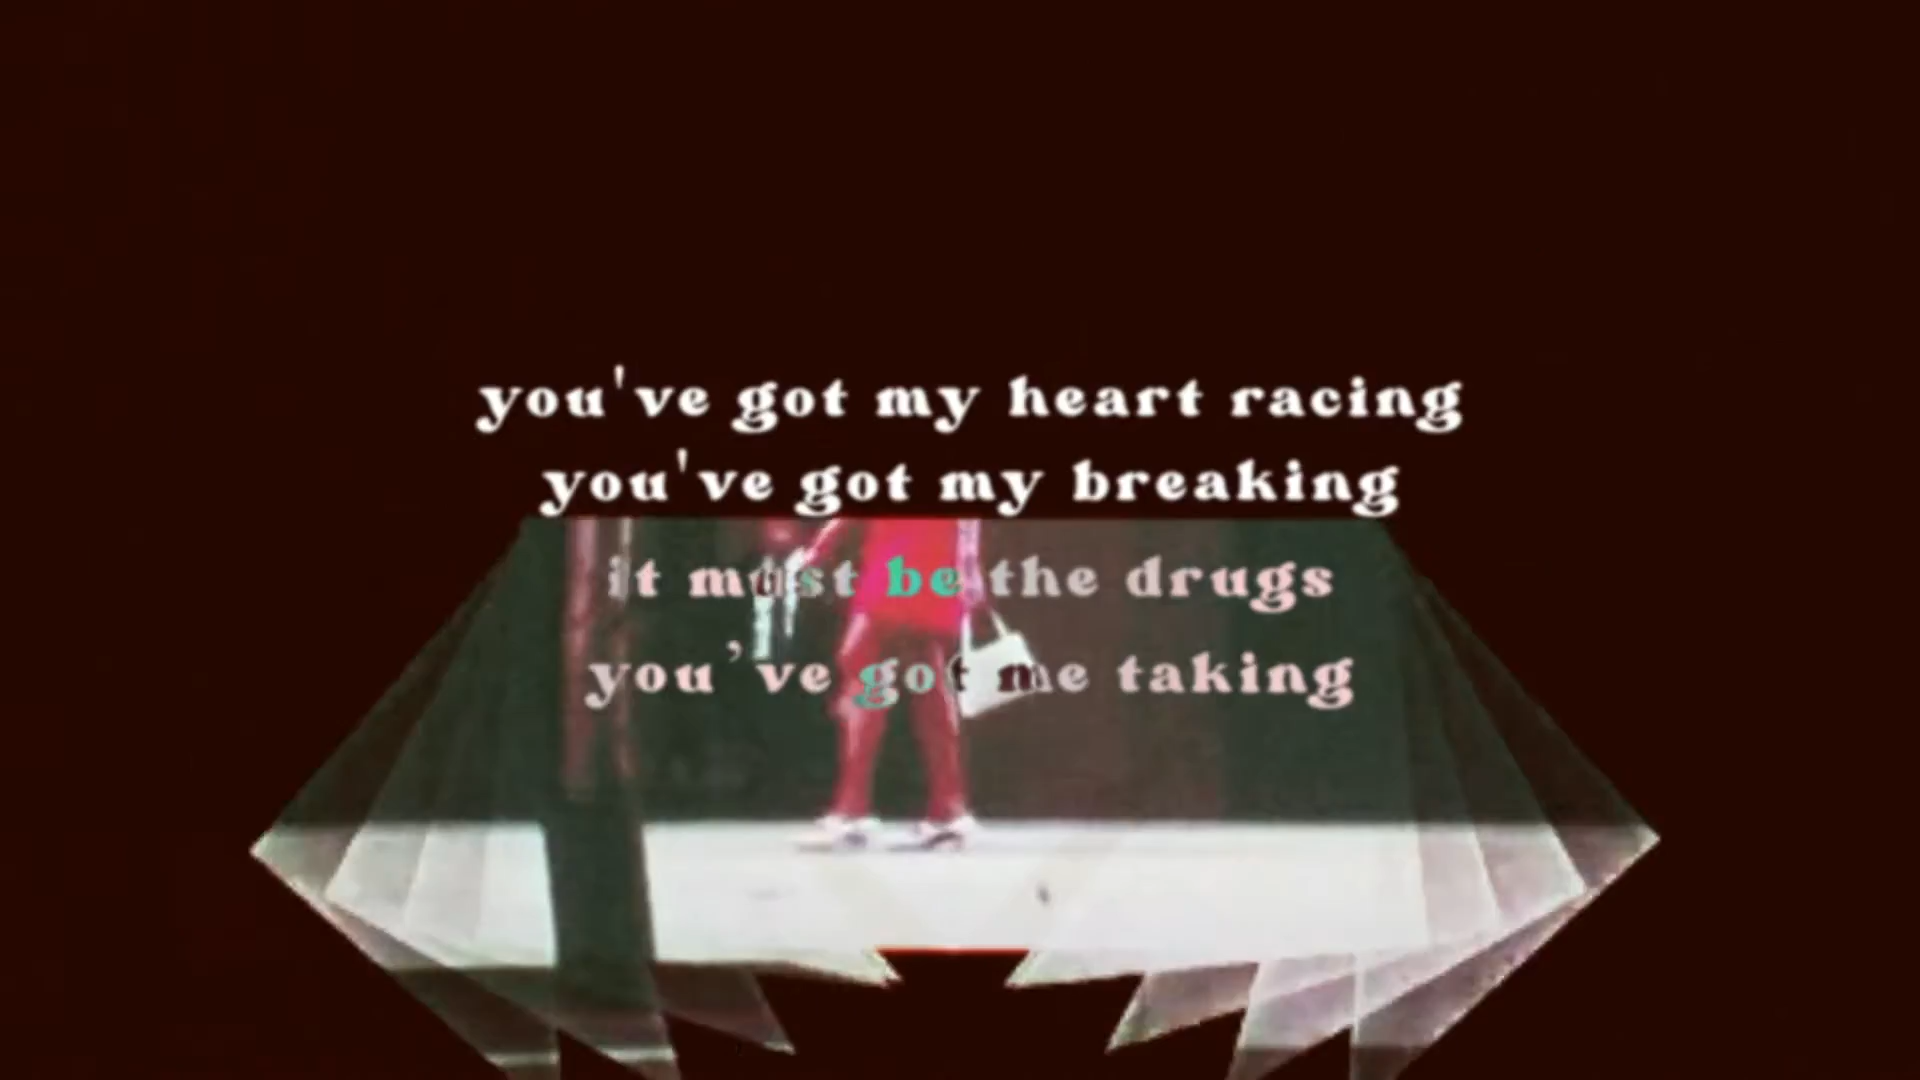 you've got my heart racing
you've got my breaking
it must be the drugs
you’ve got me taking